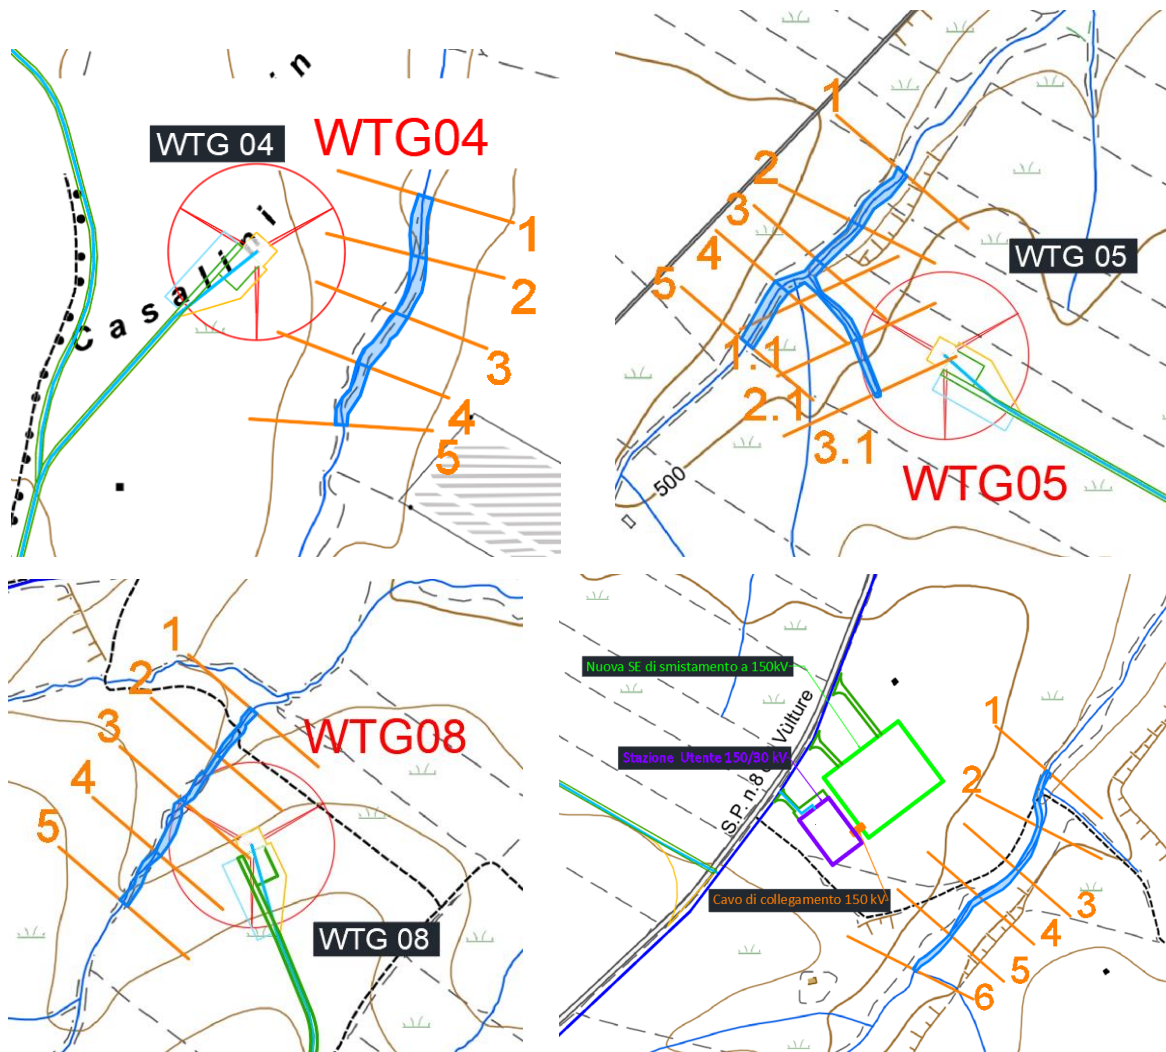 in
WTG 04
WTG04
Casalini
1
2
3
4
5
1
2
3
4
5
1.1
2.1
3.1
WTG 05
WTG05
500
1
2
3
4
5
WTG08
WTG 08
Nuova SE di smistamento a 150kV
Stazione Utente 150/30 kV
S.P. n.8 del Vulture
Cavo di collegamento 150 kV
1
2
3
4
5
6